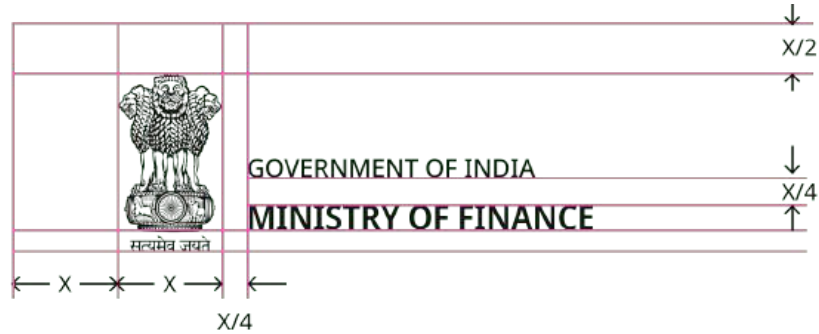 X/2
GOVERNMENT OF INDIA
X/4
MINISTRY OF FINANCE
सत्यमेव जयते
X X
X/4